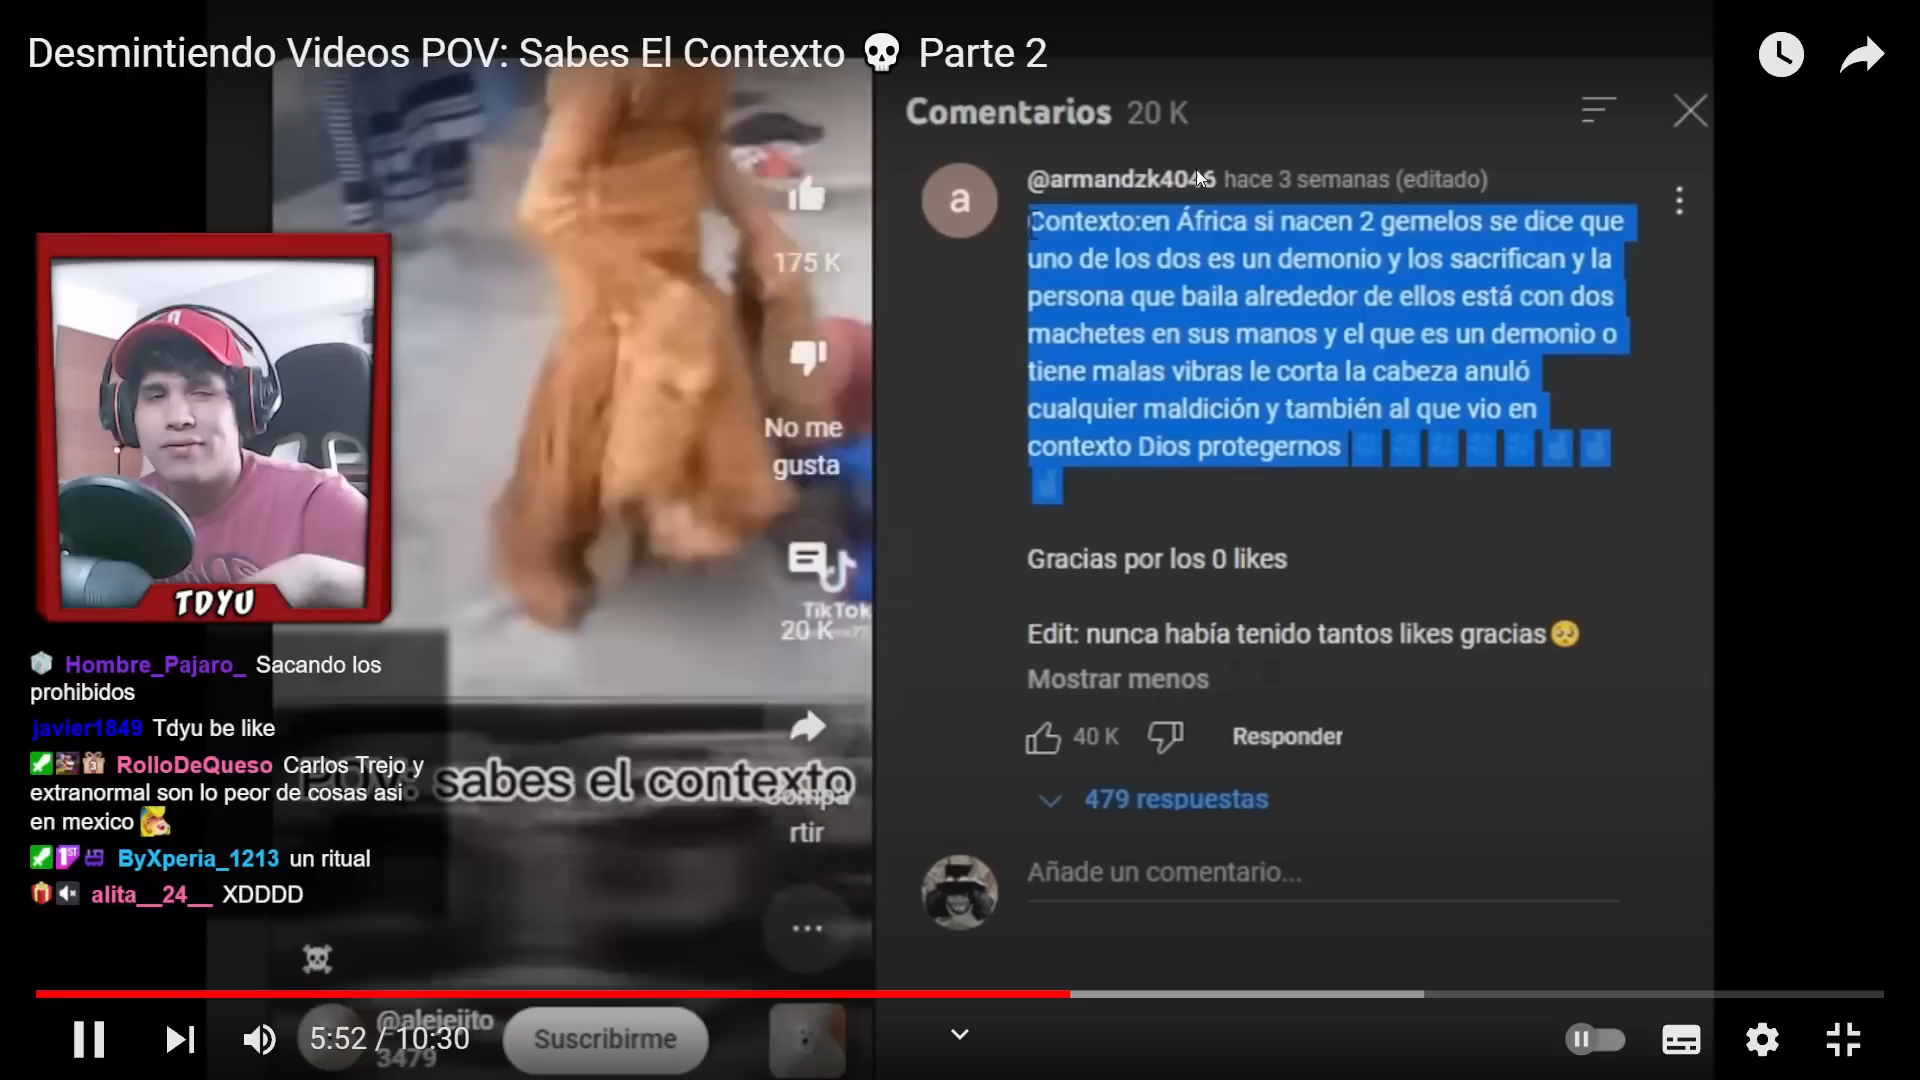 Desmintiendo Videos POV: Sabes El Contexto 💀 Parte 2
Comentarios 20 K
@armandzk4046 hace 3 semanas (editado)
a
Contexto:en África si nacen 2 gemelos se dice que
uno de los dos es un demonio y los sacrifican y la
persona que baila alrededor de ellos está con dos
machetes en sus manos y el que es un demonio o
tiene malas vibras le corta la cabeza anuló
cualquier maldición y también al que vio en
contexto Dios protegernos
Gracias por los 0 likes
Edit: nunca había tenido tantos likes gracias🥺
Mostrar menos
40 K Responder
479 respuestas
Añade un comentario...
175 K
No me
gusta
TikTok
20 K
sabes el contexto
Compa
rtir
TDYU
Hombre_Pajaro_ Sacando los
prohibidos
javier1849 Tdyu be like
RolloDeQueso Carlos Trejo y
extranormal son lo peor de cosas asi
en mexico
1ST ByXperia_1213 un ritual
alita__24__ XDDDD
☠
@alejejito
3479
Suscribirme
5:52 / 10:30